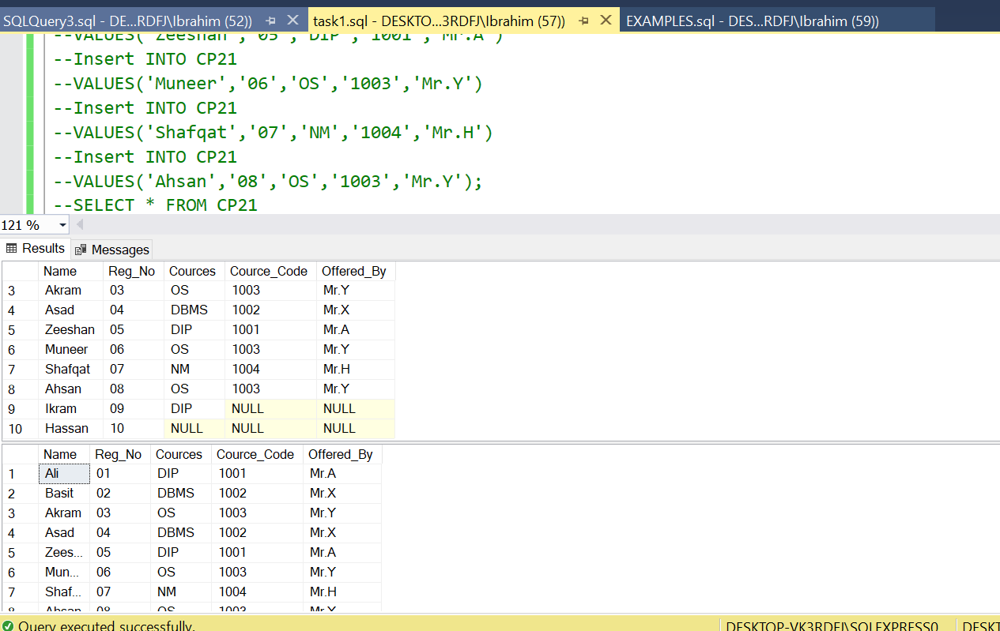 SQLQuery3.sql - DE...RDFJ\Ibrahim (52))
task1.sql - DESKTO...3RDFJ\Ibrahim (57))
EXAMPLES.sql - DES...RDFJ\Ibrahim (59))
--VALUES('Zeeshan','05','DIP','1001','Mr.A')
--Insert INTO CP21
--VALUES('Muneer','06','OS','1003','Mr.Y')
--Insert INTO CP21
--VALUES('Shafqat','07','NM','1004','Mr.H')
--Insert INTO CP21
--VALUES('Ahsan','08','OS','1003','Mr.Y');
--SELECT * FROM CP21
121 %
Results Messages
Name Reg_No Cources Cource_Code Offered_By
3 Akram 03 OS 1003 Mr.Y
4 Asad 04 DBMS 1002 Mr.X
5 Zeeshan 05 DIP 1001 Mr.A
6 Muneer 06 OS 1003 Mr.Y
7 Shafqat 07 NM 1004 Mr.H
8 Ahsan 08 OS 1003 Mr.Y
9 Ikram 09 DIP NULL NULL
10 Hassan 10 NULL NULL NULL
Name Reg_No Cources Cource_Code Offered_By
1 Ali 01 DIP 1001 Mr.A
2 Basit 02 DBMS 1002 Mr.X
3 Akram 03 OS 1003 Mr.Y
4 Asad 04 DBMS 1002 Mr.X
5 Zees... 05 DIP 1001 Mr.A
6 Mun... 06 OS 1003 Mr.Y
7 Shaf... 07 NM 1004 Mr.H
8 Ahsan 08 OS 1003 Mr.Y
Query executed successfully.
DESKTOP-VK3RDFJ\SQLEXPRESS0
DESKT